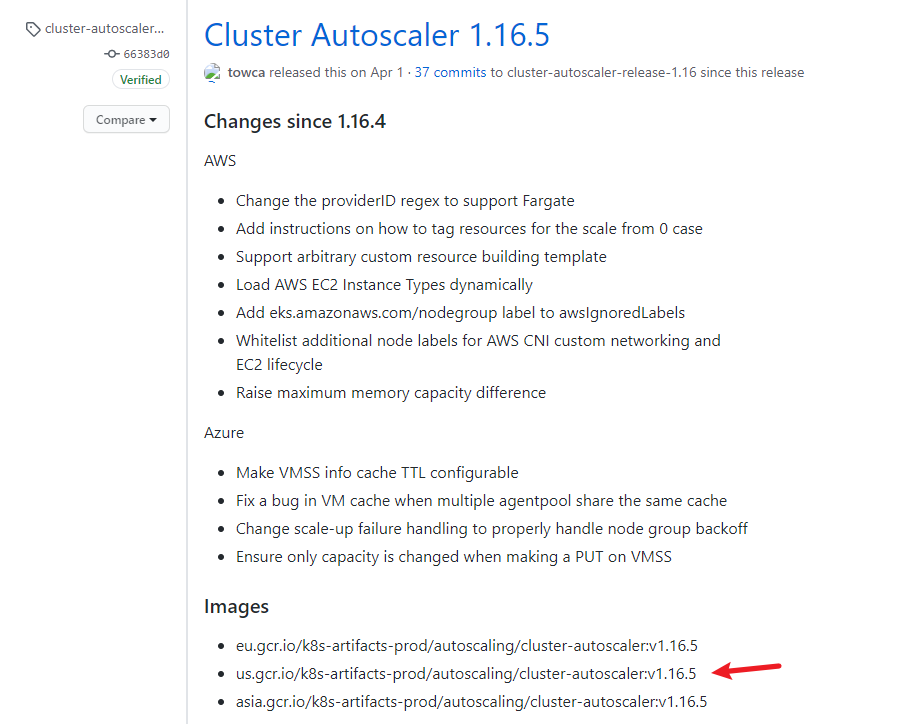 cluster-autoscaler...
66383d0
Verified
Compare
Cluster Autoscaler 1.16.5
towca released this on Apr 1 · 37 commits to cluster-autoscaler-release-1.16 since this release
Changes since 1.16.4
AWS
Change the providerID regex to support Fargate
Add instructions on how to tag resources for the scale from 0 case
Support arbitrary custom resource building template
Load AWS EC2 Instance Types dynamically
Add eks.amazonaws.com/nodegroup label to awsIgnoredLabels
Whitelist additional node labels for AWS CNI custom networking and
EC2 lifecycle
Raise maximum memory capacity difference
Azure
Make VMSS info cache TTL configurable
Fix a bug in VM cache when multiple agentpool share the same cache
Change scale-up failure handling to properly handle node group backoff
Ensure only capacity is changed when making a PUT on VMSS
Images
eu.gcr.io/k8s-artifacts-prod/autoscaling/cluster-autoscaler:v1.16.5
us.gcr.io/k8s-artifacts-prod/autoscaling/cluster-autoscaler:v1.16.5
asia.gcr.io/k8s-artifacts-prod/autoscaling/cluster-autoscaler:v1.16.5